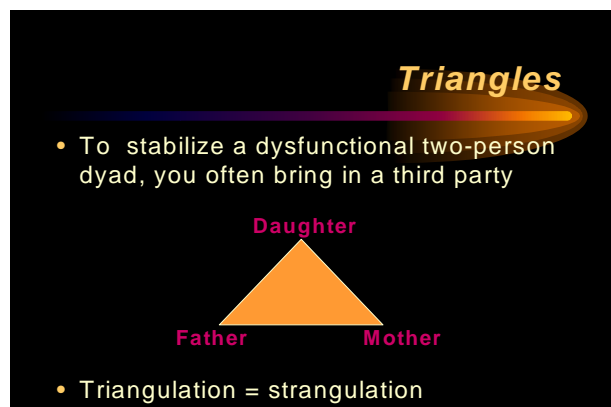 Triangles
• To stabilize a dysfunctional two-person
dyad, you often bring in a third party
Daughter
Father Mother
• Triangulation = strangulation